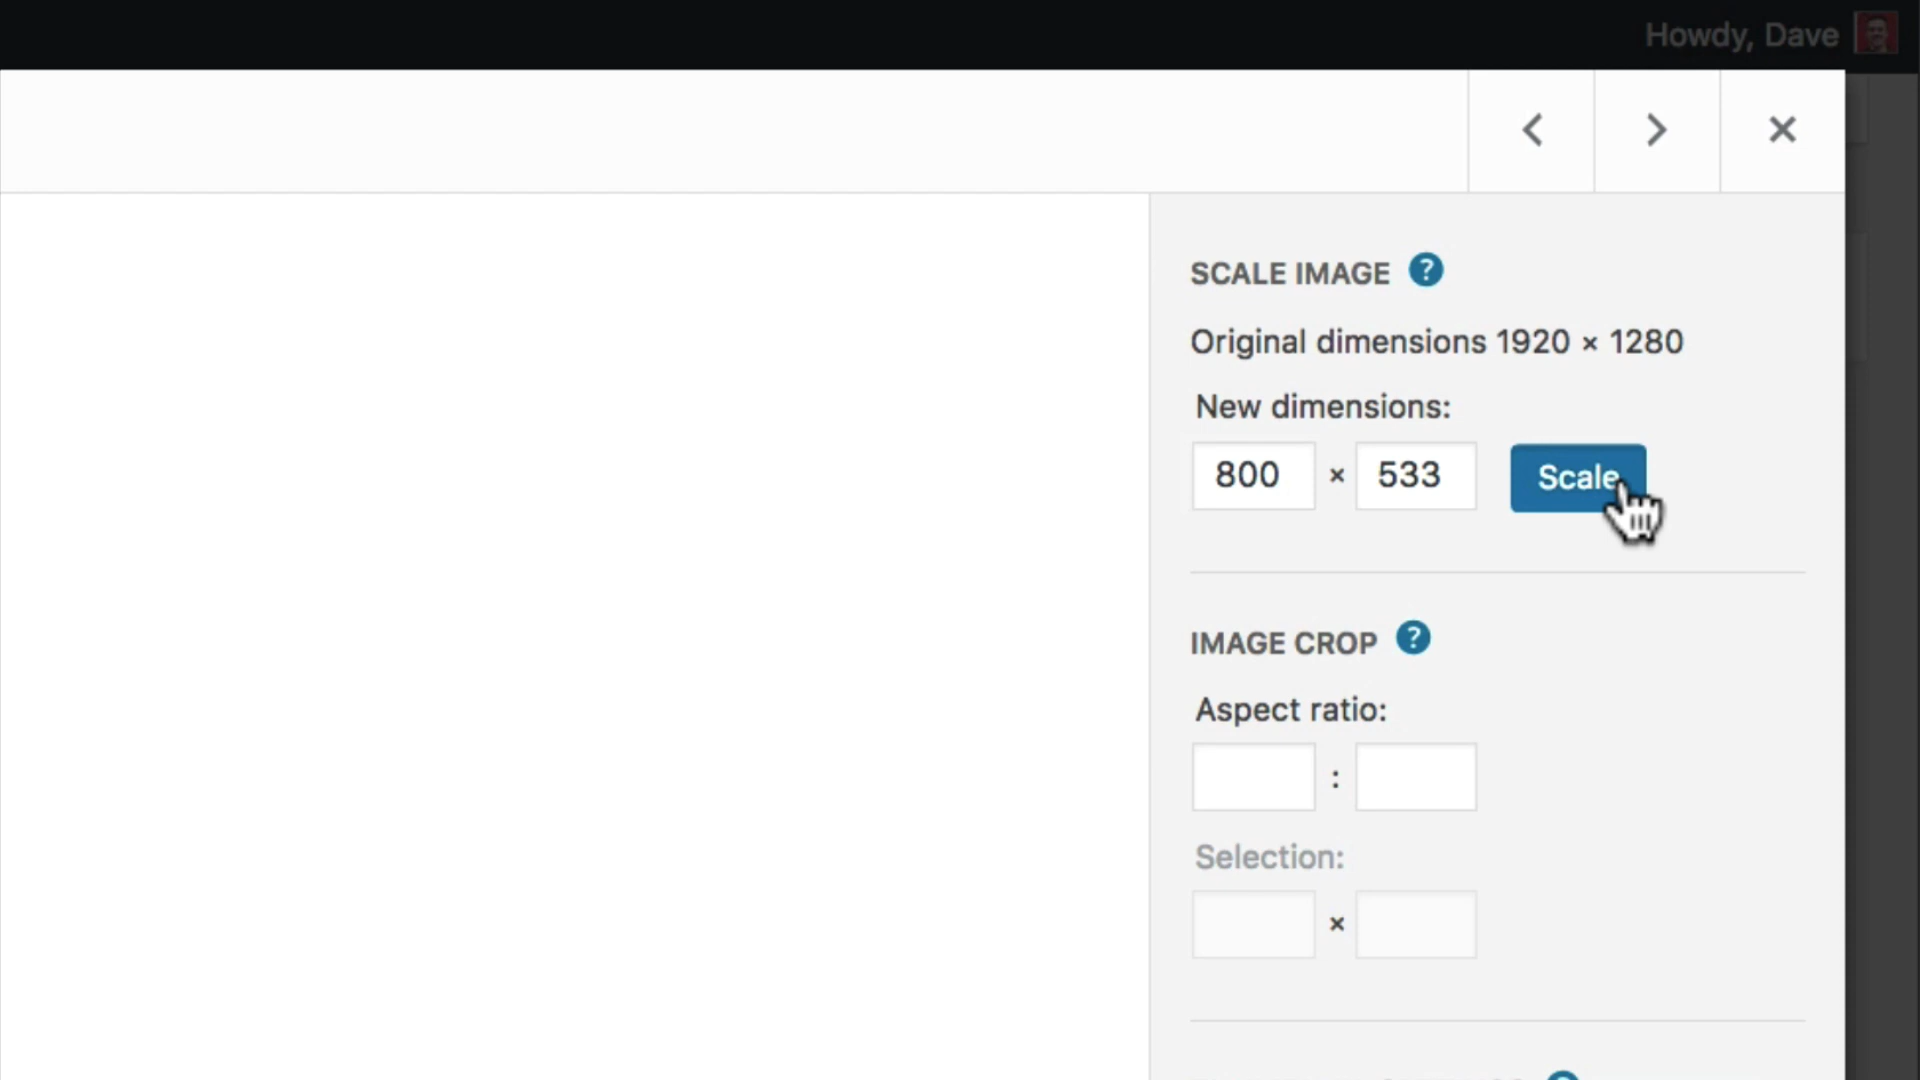 Howdy, Dave
SCALE IMAGE ?
Original dimensions 1920 × 1280
New dimensions:
800 × 533 Scale
IMAGE CROP ?
Aspect ratio:
:
Selection:
×